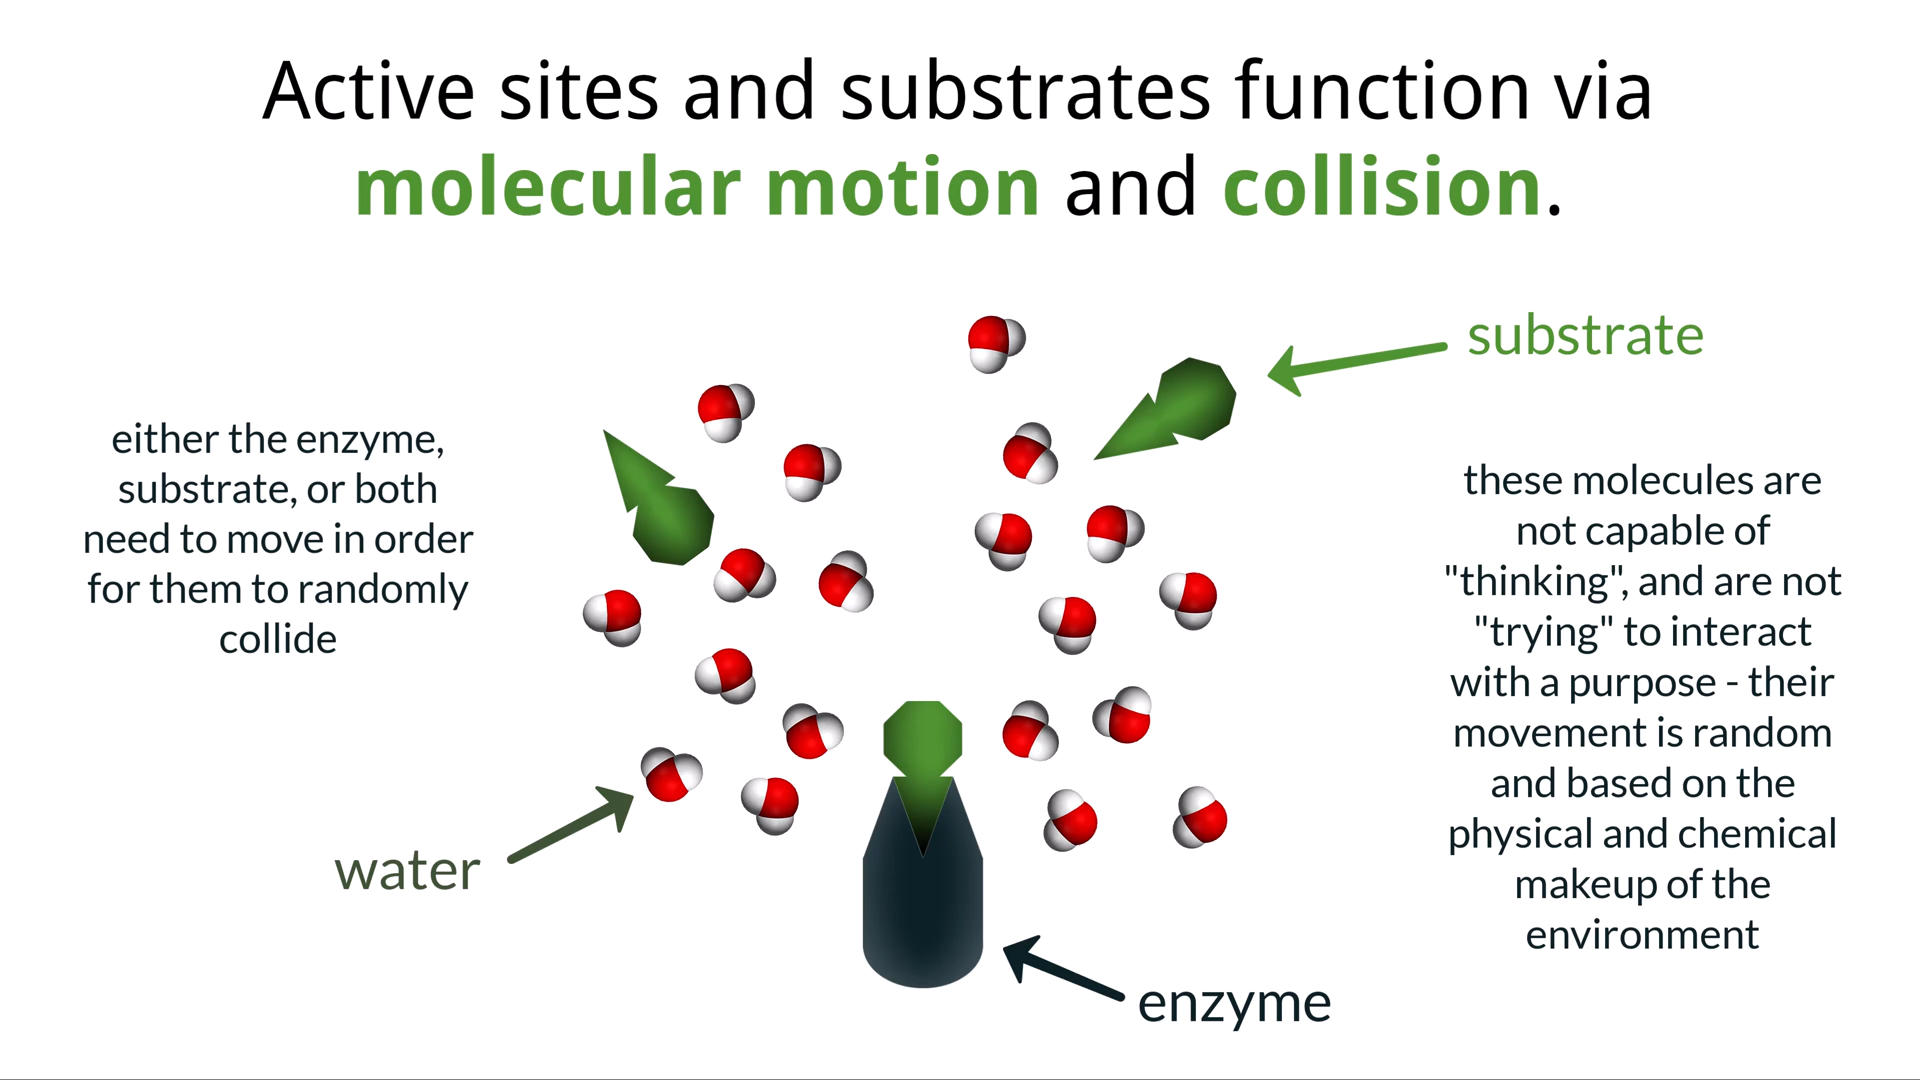 Active sites and substrates function via
molecular motion and collision.
substrate
either the enzyme,
substrate, or both
need to move in order
for them to randomly
collide
these molecules are
not capable of
"thinking", and are not
"trying" to interact
with a purpose - their
movement is random
and based on the
physical and chemical
makeup of the
environment
water
enzyme